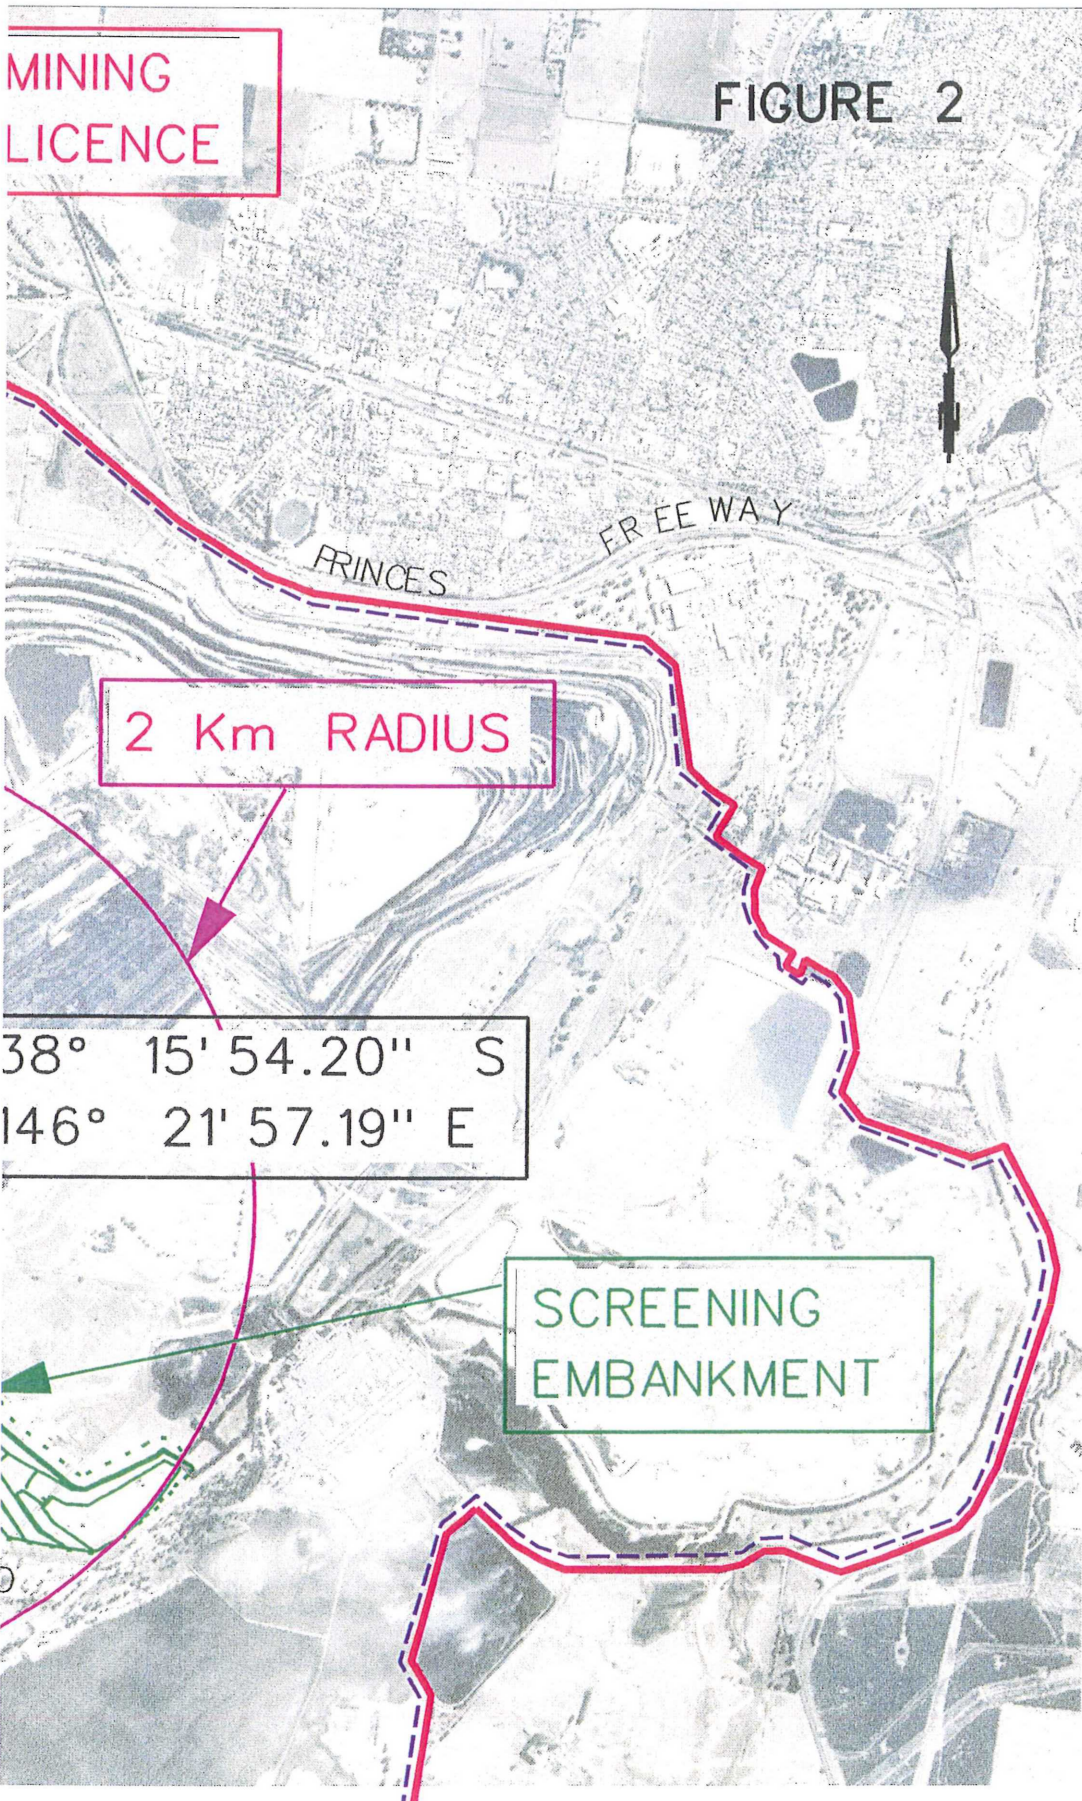 MINING
LICENCE
FIGURE 2
PRINCES FREEWAY
2 Km RADIUS
38° 15' 54.20" S
146° 21' 57.19" E
SCREENING
EMBANKMENT